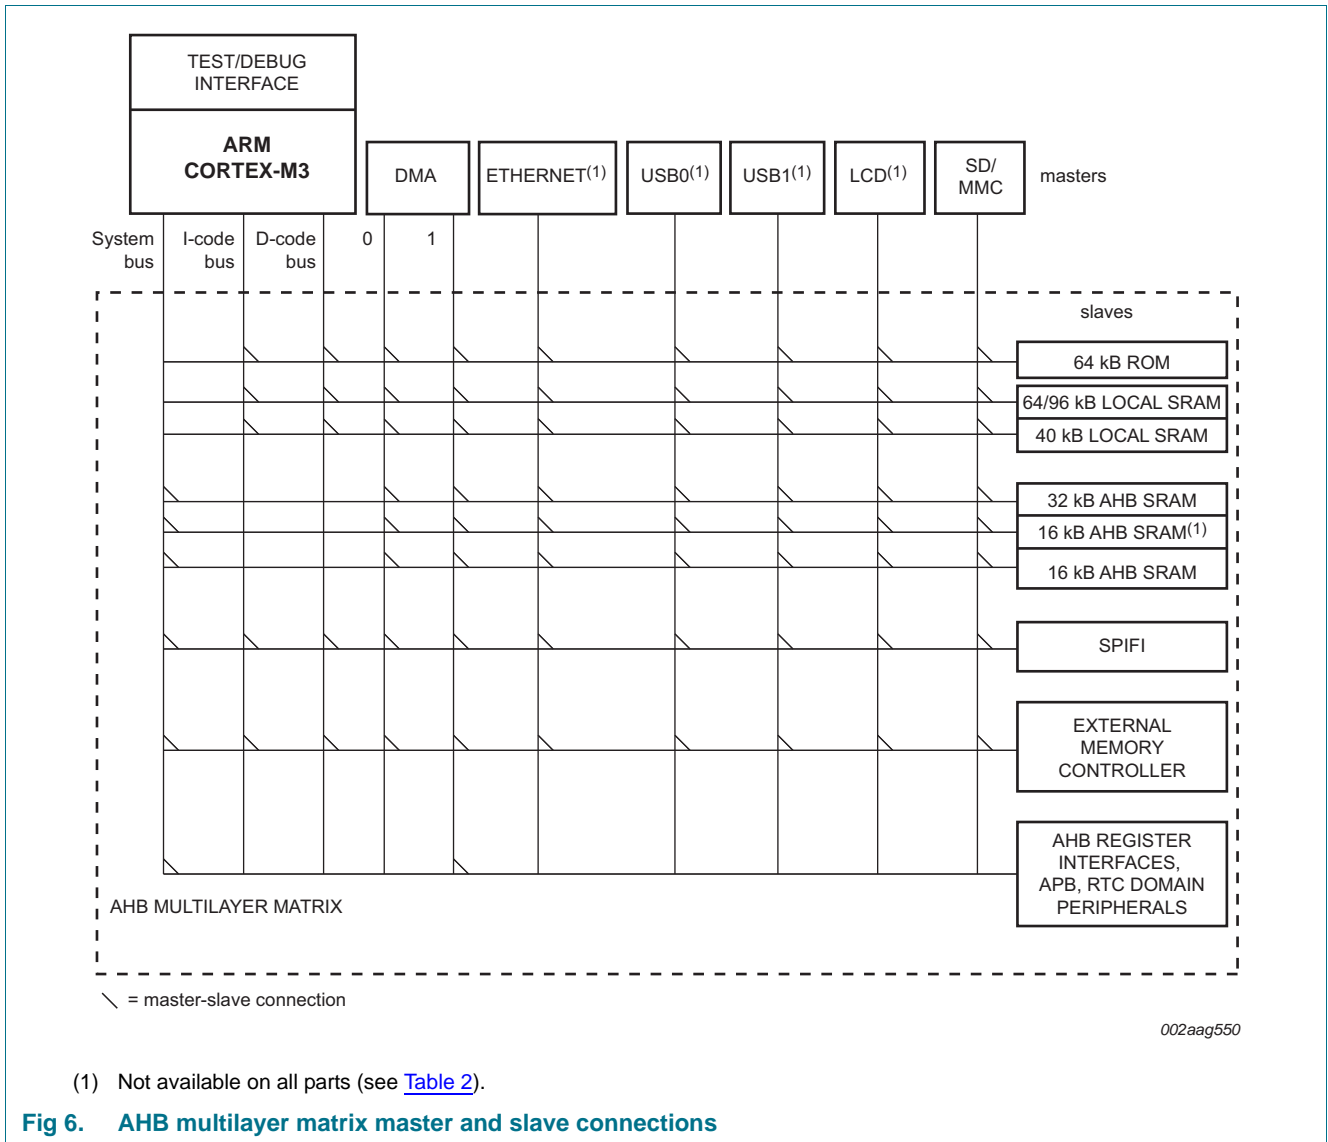 TEST/DEBUG
INTERFACE
ARM
CORTEX-M3
DMA
ETHERNET(1)
USB0(1)
USB1(1)
LCD(1)
SD/
MMC
masters
System
bus
I-code
bus
D-code
bus
0
1
slaves
64 kB ROM
64/96 kB LOCAL SRAM
40 kB LOCAL SRAM
32 kB AHB SRAM
16 kB AHB SRAM(1)
16 kB AHB SRAM
SPIFI
EXTERNAL
MEMORY
CONTROLLER
AHB REGISTER
INTERFACES,
APB, RTC DOMAIN
PERIPHERALS
AHB MULTILAYER MATRIX
= master-slave connection
002aag550
(1) Not available on all parts (see Table 2).
Fig 6. AHB multilayer matrix master and slave connections